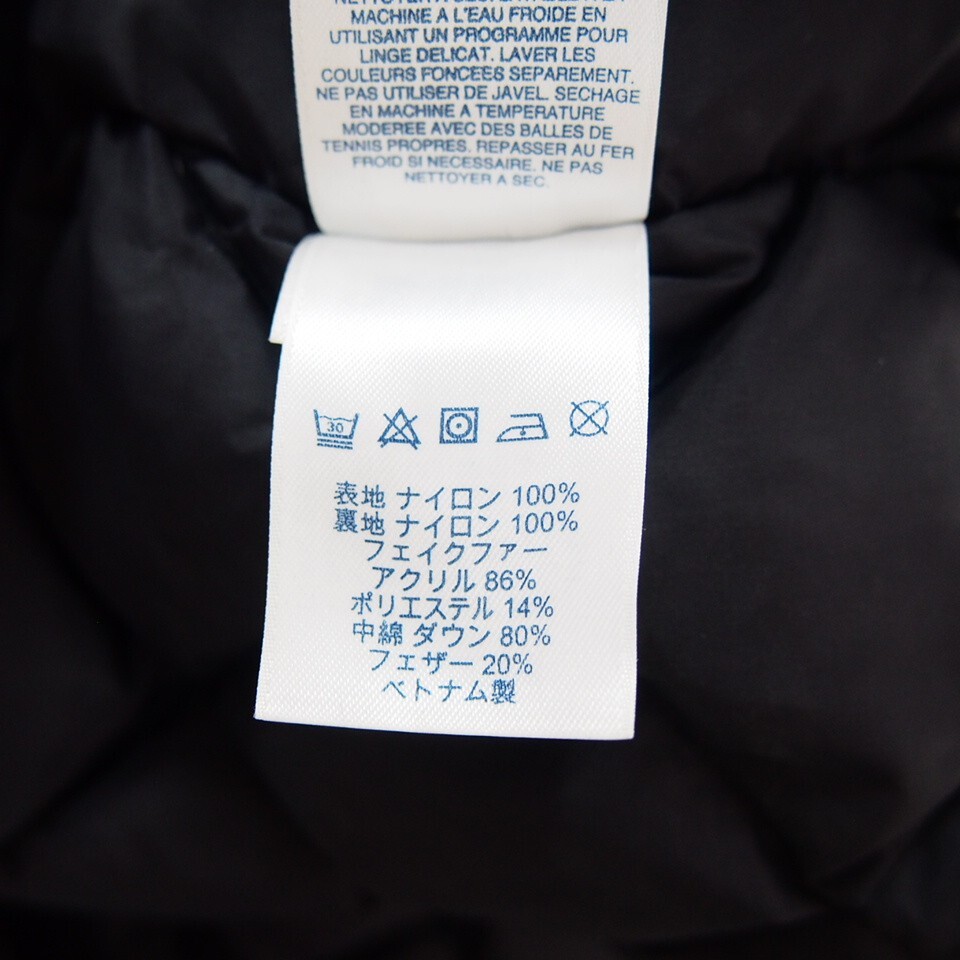 MACHINE A L'EAU FROIDE EN
UTILISANT UN PROGRAMME POUR
LINGE DELICAT. LAVER LES
COULEURS FONCEES SEPAREMENT.
NE PAS UTILISER DE JAVEL. SECHAGE
EN MACHINE A TEMPERATURE
MODEREE AVEC DES BALLES DE
TENNIS PROPRES. REPASSER AU FER
FROID SI NECESSAIRE. NE PAS
NETTOYER A SEC.
30
表地 ナイロン 100%
裏地 ナイロン 100%
フェイクファー
アクリル 86%
ポリエステル 14%
中綿 ダウン 80%
フェザー 20%
ベトナム製